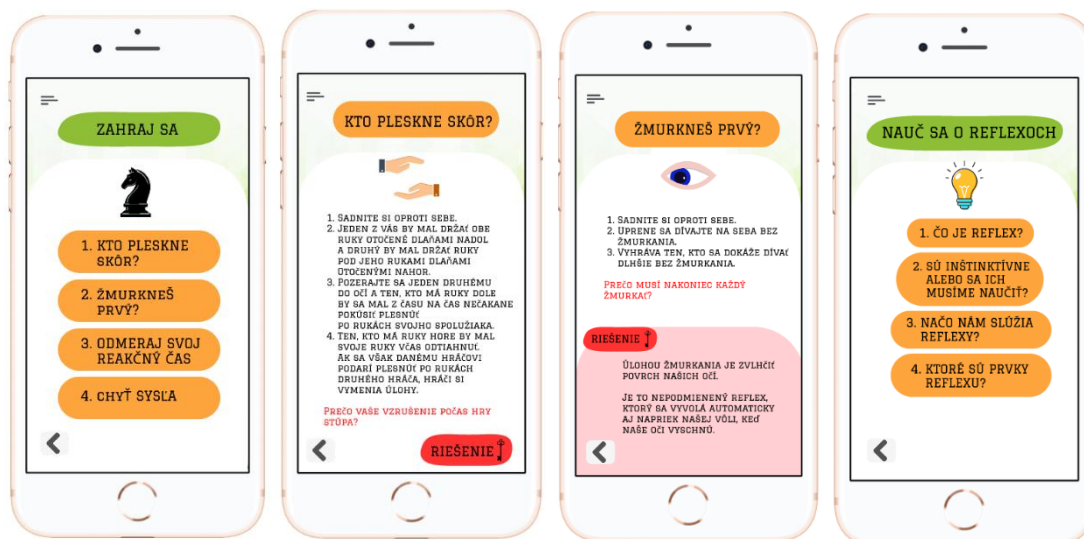 ZAHRAJ SA
1. KTO PLESKNE
SKÔR?
2. ŽMURKNEŠ
PRVÝ?
3. ODMERAJ SVOJ
REAKČNÝ ČAS
4. CHYŤ SYSĽA
KTO PLESKNE SKÔR?
1. SADNITE SI OPROTI SEBE.
2. JEDEN Z VÁS BY MAL DRŽAŤ OBE
RUKY OTOČENÉ DLAŇAMI NADOL
A DRUHÝ BY MAL DRŽAŤ RUKY
POD JEHO RUKAMI DLAŇAMI
OTOČENÝMI NAHOR.
3. POZERAJTE SA JEDEN DRUHÉMU
DO OČÍ A TEN, KTO MÁ RUKY DOLE
BY SA MAL Z ČASU NA ČAS NEČAKANE
POKÚSIŤ PLESNÚŤ
PO RUKÁCH SVOJHO SPOLUŽIAKA.
4. TEN, KTO MÁ RUKY HORE BY MAL
SVOJE RUKY VČAS ODTIAHNUŤ.
AK SA VŠAK DANÉMU HRÁČOVI
PODARÍ PLESNÚŤ PO RUKÁCH
DRUHÉHO HRÁČA, HRÁČI SI
VYMENIA ÚLOHY.
PREČO VAŠE VZRUŠENIE POČAS HRY
STÚPA?
RIEŠENIE
ŽMURKNEŠ PRVÝ?
1. SADNITE SI OPROTI SEBE.
2. UPRENE SA DÍVAJTE NA SEBA BEZ
ŽMURKANIA.
3. VYHRÁVA TEN, KTO SA DOKÁŽE DÍVAŤ
DLHŠIE BEZ ŽMURKANIA.
PREČO MUSÍ NAKONIEC KAŽDÝ
ŽMURKAŤ?
RIEŠENIE
ÚLOHOU ŽMURKANIA JE ZVLHČIŤ
POVRCH NAŠICH OČÍ.
JE TO NEPODMIENENÝ REFLEX,
KTORÝ SA VYVOLÁ AUTOMATICKY
AJ NAPRIEK NAŠEJ VÔLI, KEĎ
NAŠE OČI VYSCHNÚ.
NAUČ SA O REFLEXOCH
1. ČO JE REFLEX?
2. SÚ INŠTINKTÍVNE
ALEBO SA ICH
MUSÍME NAUČIŤ?
3. NAČO NÁM SLÚŽIA
REFLEXY?
4. KTORÉ SÚ PRVKY
REFLEXU?